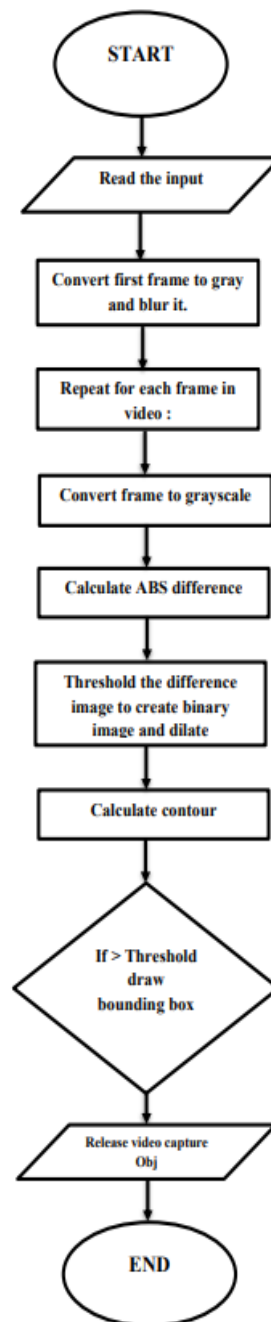 START
Read the input
Convert first frame to gray
and blur it.
Repeat for each frame in
video :
Convert frame to grayscale
Calculate ABS difference
Threshold the difference
image to create binary
image and dilate
Calculate contour
If > Threshold
draw
bounding box
Release video capture
Obj
END